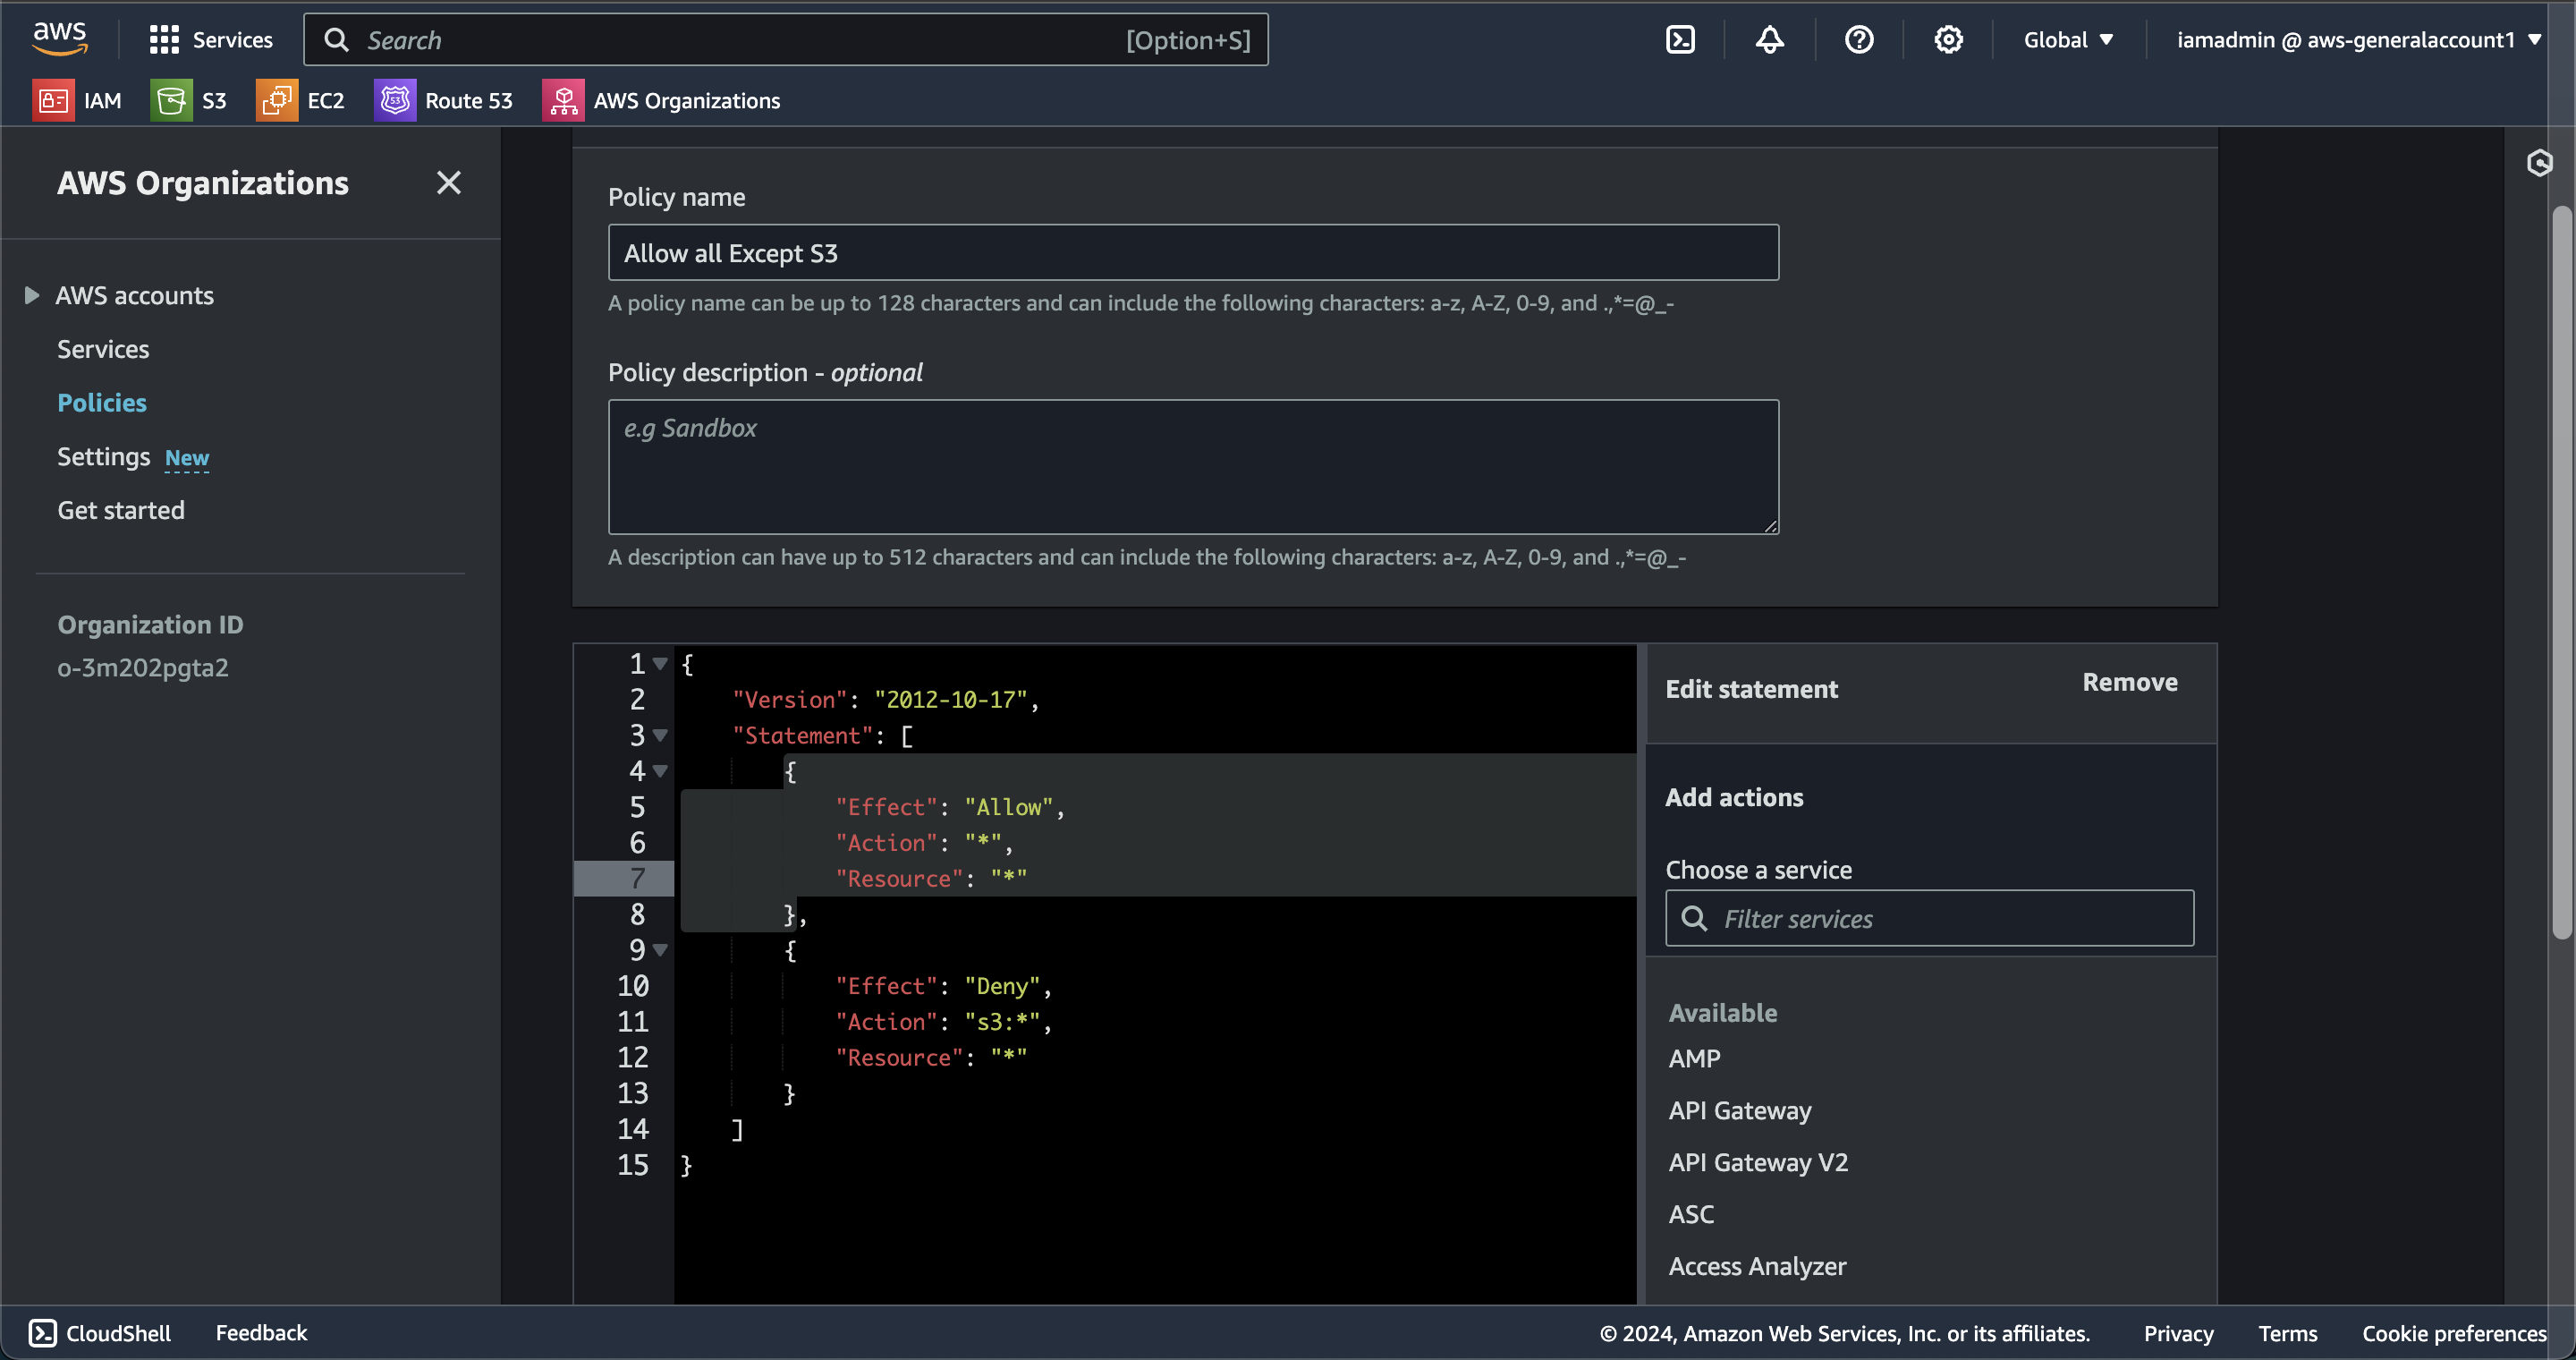 aws
Services
Search
[Option+S]
Global
iamadmin @ aws-generalaccount1
IAM
S3
EC2
53
Route 53
AWS Organizations
AWS Organizations
AWS accounts
Services
Policies
Settings New
Get started
Organization ID
o-3m202pgta2
Policy name
Allow all Except S3
A policy name can be up to 128 characters and can include the following characters: a-z, A-Z, 0-9, and .,*=@_-
Policy description - optional
e.g Sandbox
A description can have up to 512 characters and can include the following characters: a-z, A-Z, 0-9, and .,*=@_-
1 {
2 "Version": "2012-10-17",
3 "Statement": [
4 {
5 "Effect": "Allow",
6 "Action": "*",
7 "Resource": "*"
8 },
9 {
10 "Effect": "Deny",
11 "Action": "s3:*",
12 "Resource": "*"
13 }
14 ]
15 }
Edit statement
Remove
Add actions
Choose a service
Filter services
Available
AMP
API Gateway
API Gateway V2
ASC
Access Analyzer
CloudShell
Feedback
© 2024, Amazon Web Services, Inc. or its affiliates.
Privacy
Terms
Cookie preferences